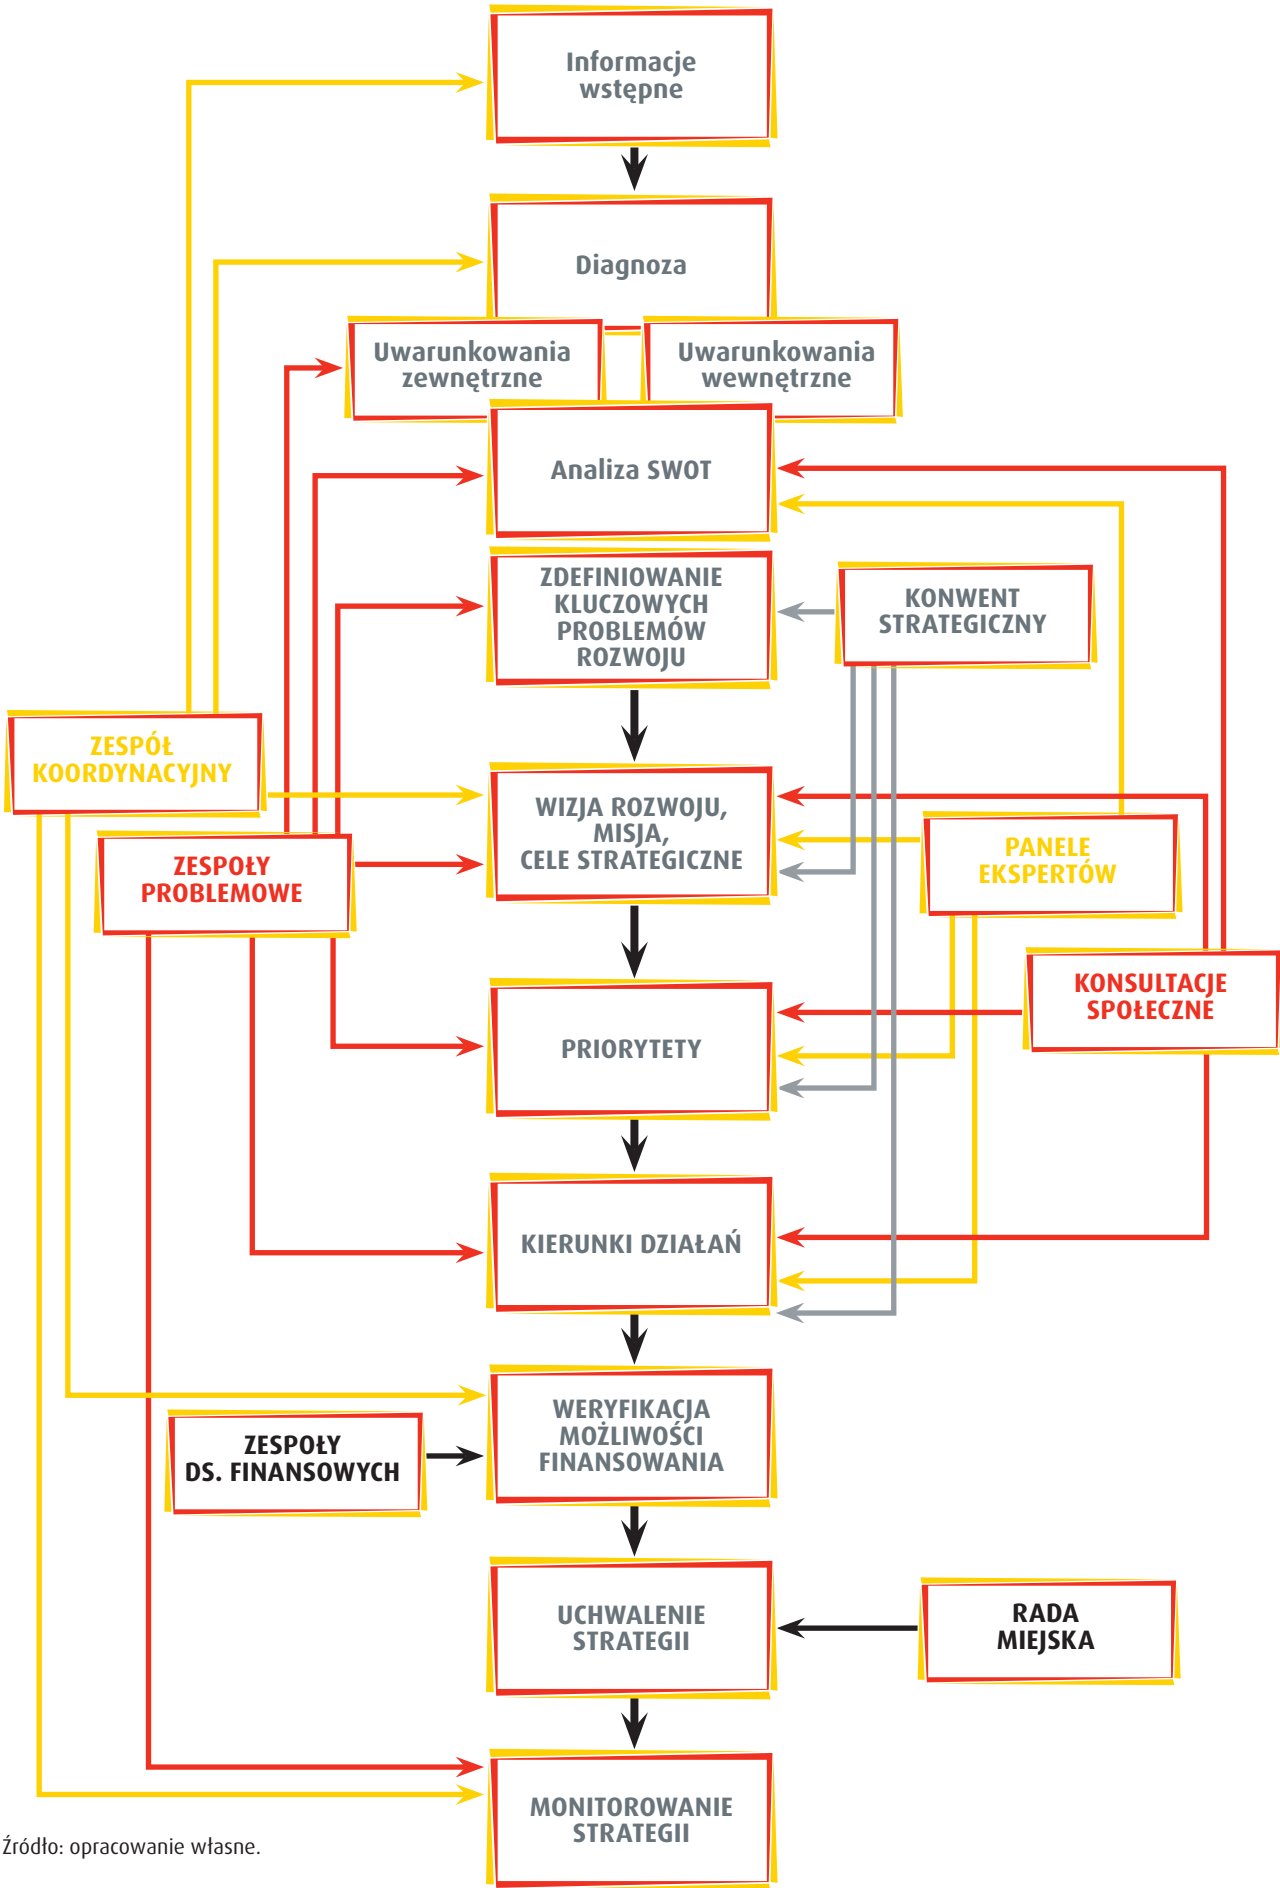 Informacje
wstępne
Diagnoza
Uwarunkowania
zewnętrzne
Uwarunkowania
wewnętrzne
Analiza SWOT
ZDEFINIOWANIE
KLUCZOWYCH
PROBLEMÓW
ROZWOJU
KONWENT
STRATEGICZNY
ZESPÓŁ
KOORDYNACYJNY
WIZJA ROZWOJU,
MISJA,
CELE STRATEGICZNE
ZESPOŁY
PROBLEMOWE
PANELE
EKSPERTÓW
KONSULTACJE
SPOŁECZNE
PRIORYTETY
KIERUNKI DZIAŁAŃ
WERYFIKACJA
MOŻLIWOŚCI
FINANSOWANIA
ZESPOŁY
DS. FINANSOWYCH
UCHWALENIE
STRATEGII
RADA
MIEJSKA
MONITOROWANIE
STRATEGII
Źródło: opracowanie własne.